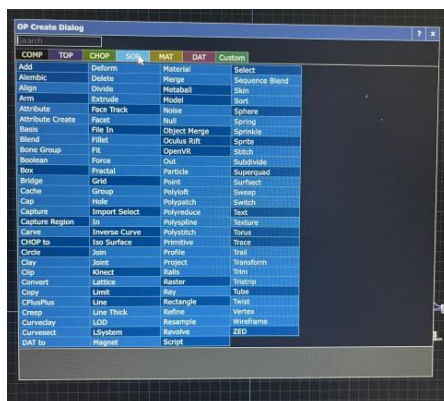 OP Create Dialog
? x
Search
COMP TOP CHOP SOP MAT DAT Custom
Add
Alembic
Align
Arm
Attribute
Attribute Create
Basis
Blend
Bone Group
Boolean
Box
Bridge
Cache
Cap
Capture
Capture Region
Carve
CHOP to
Circle
Clay
Clip
Convert
Copy
CPlusPlus
Creep
Curveclay
Curvesect
DAT to
Deform
Delete
Divide
Extrude
Face Track
Facet
File In
Fillet
Fit
Force
Fractal
Grid
Group
Hole
Import Select
In
Inverse Curve
Iso Surface
Join
Joint
Kinect
Lattice
Limit
Line
Line Thick
LOD
LSystem
Magnet
Material
Merge
Metaball
Model
Noise
Null
Object Merge
Oculus Rift
OpenVR
Out
Particle
Point
Polyloft
Polypatch
Polyreduce
Polyspline
Polystitch
Primitive
Profile
Project
Rails
Raster
Ray
Rectangle
Refine
Resample
Revolve
Script
Select
Sequence Blend
Skin
Sort
Sphere
Spring
Sprinkle
Sprite
Stitch
Subdivide
Superquad
Surfsect
Sweep
Switch
Text
Texture
Torus
Trace
Trail
Transform
Trim
Tristrip
Tube
Twist
Vertex
Wireframe
ZED